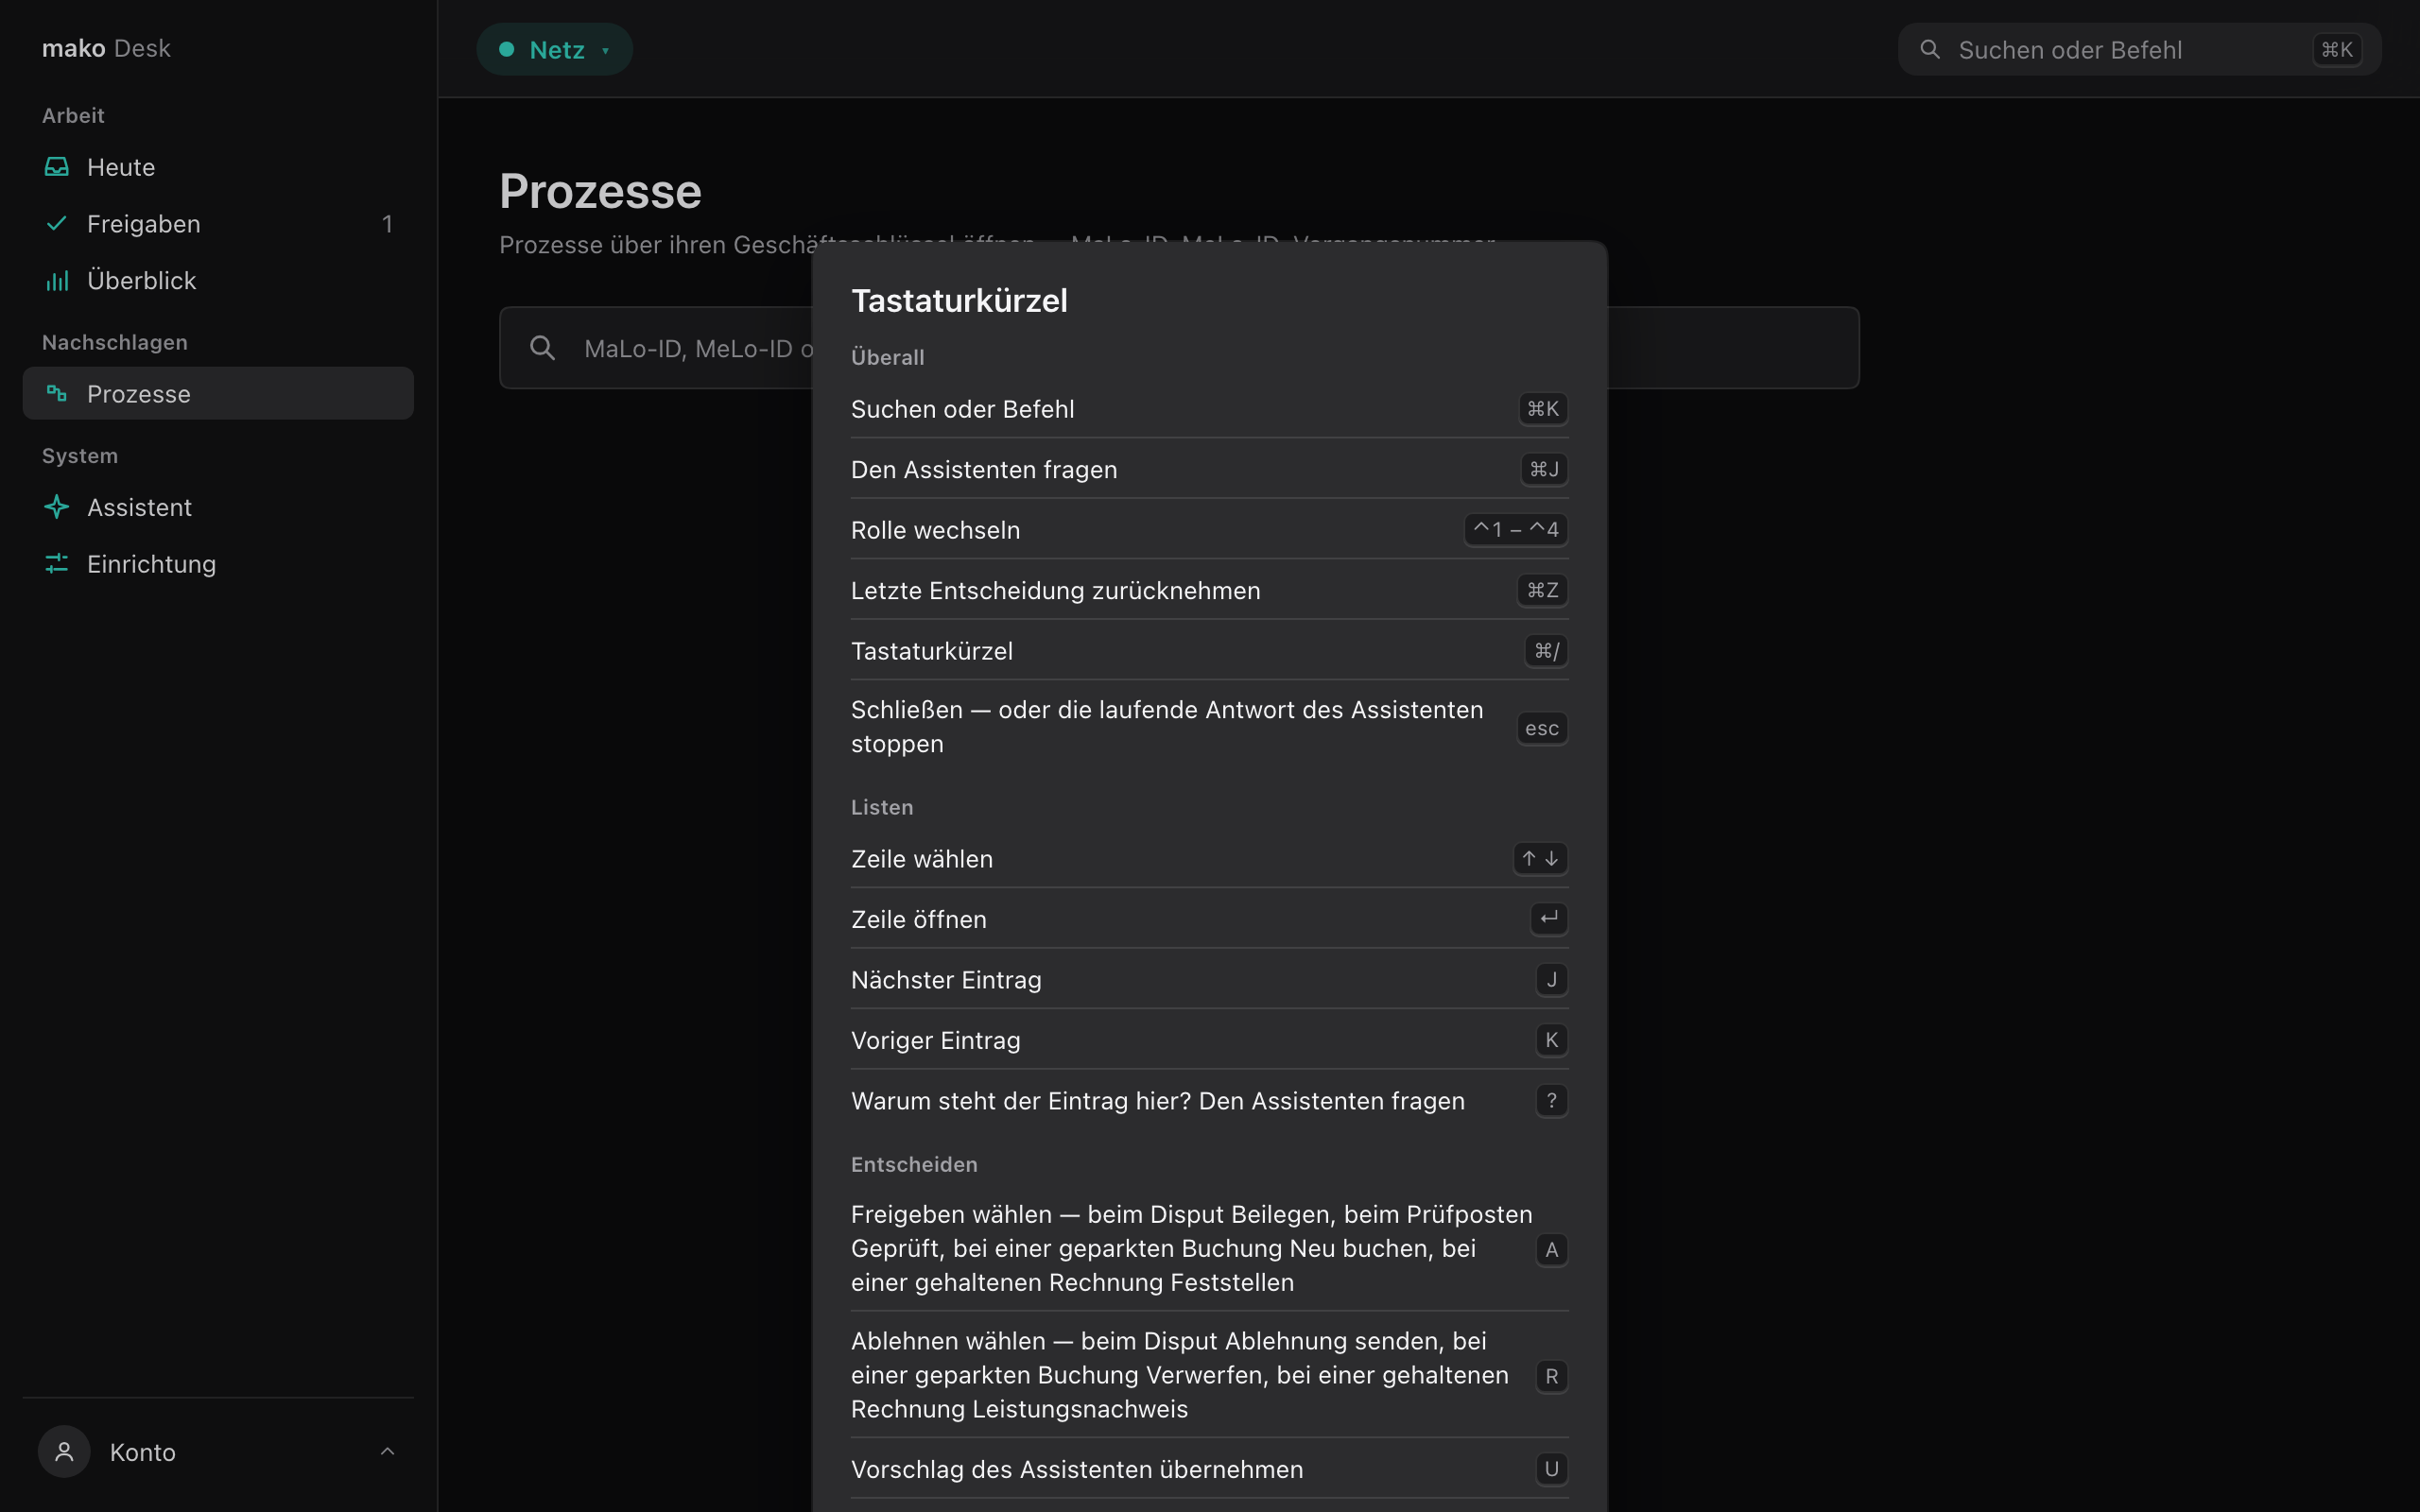 mako Desk
Arbeit
Heute
Freigaben 1
Überblick
Nachschlagen
Prozesse
System
Assistent
Einrichtung
Konto
Netz
Suchen oder Befehl ⌘K
Prozesse
Prozesse über ihren
MaLo-ID, MeLo-ID
Tastaturkürzel
Überall
Suchen oder Befehl ⌘K
Den Assistenten fragen ⌘J
Rolle wechseln ^1 – ^4
Letzte Entscheidung zurücknehmen ⌘Z
Tastaturkürzel ⌘/
Schließen — oder die laufende Antwort des Assistenten
stoppen esc
Listen
Zeile wählen ↑ ↓
Zeile öffnen ↵
Nächster Eintrag J
Voriger Eintrag K
Warum steht der Eintrag hier? Den Assistenten fragen ?
Entscheiden
Freigeben wählen — beim Disput Beilegen, beim Prüfposten
Geprüft, bei einer geparkten Buchung Neu buchen, bei
einer gehaltenen Rechnung Feststellen A
Ablehnen wählen — beim Disput Ablehnung senden, bei
einer geparkten Buchung Verwerfen, bei einer gehaltenen
Rechnung Leistungsnachweis R
Vorschlag des Assistenten übernehmen U